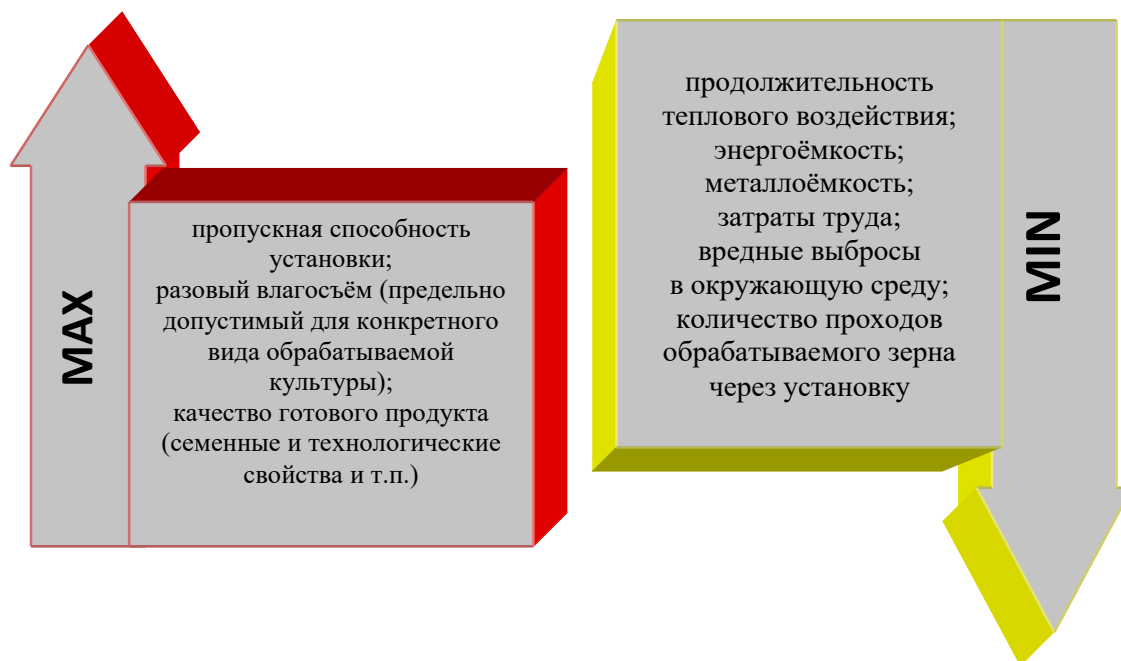 MAX
пропускная способность
установки;
разовый влагосъём (предельно
допустимый для конкретного
вида обрабатываемой
культуры);
качество готового продукта
(семенные и технологические
свойства и т.п.)
продолжительность
теплового воздействия;
энергоёмкость;
металлоёмкость;
затраты труда;
вредные выбросы
в окружающую среду;
количество проходов
обрабатываемого зерна
через установку
MIN